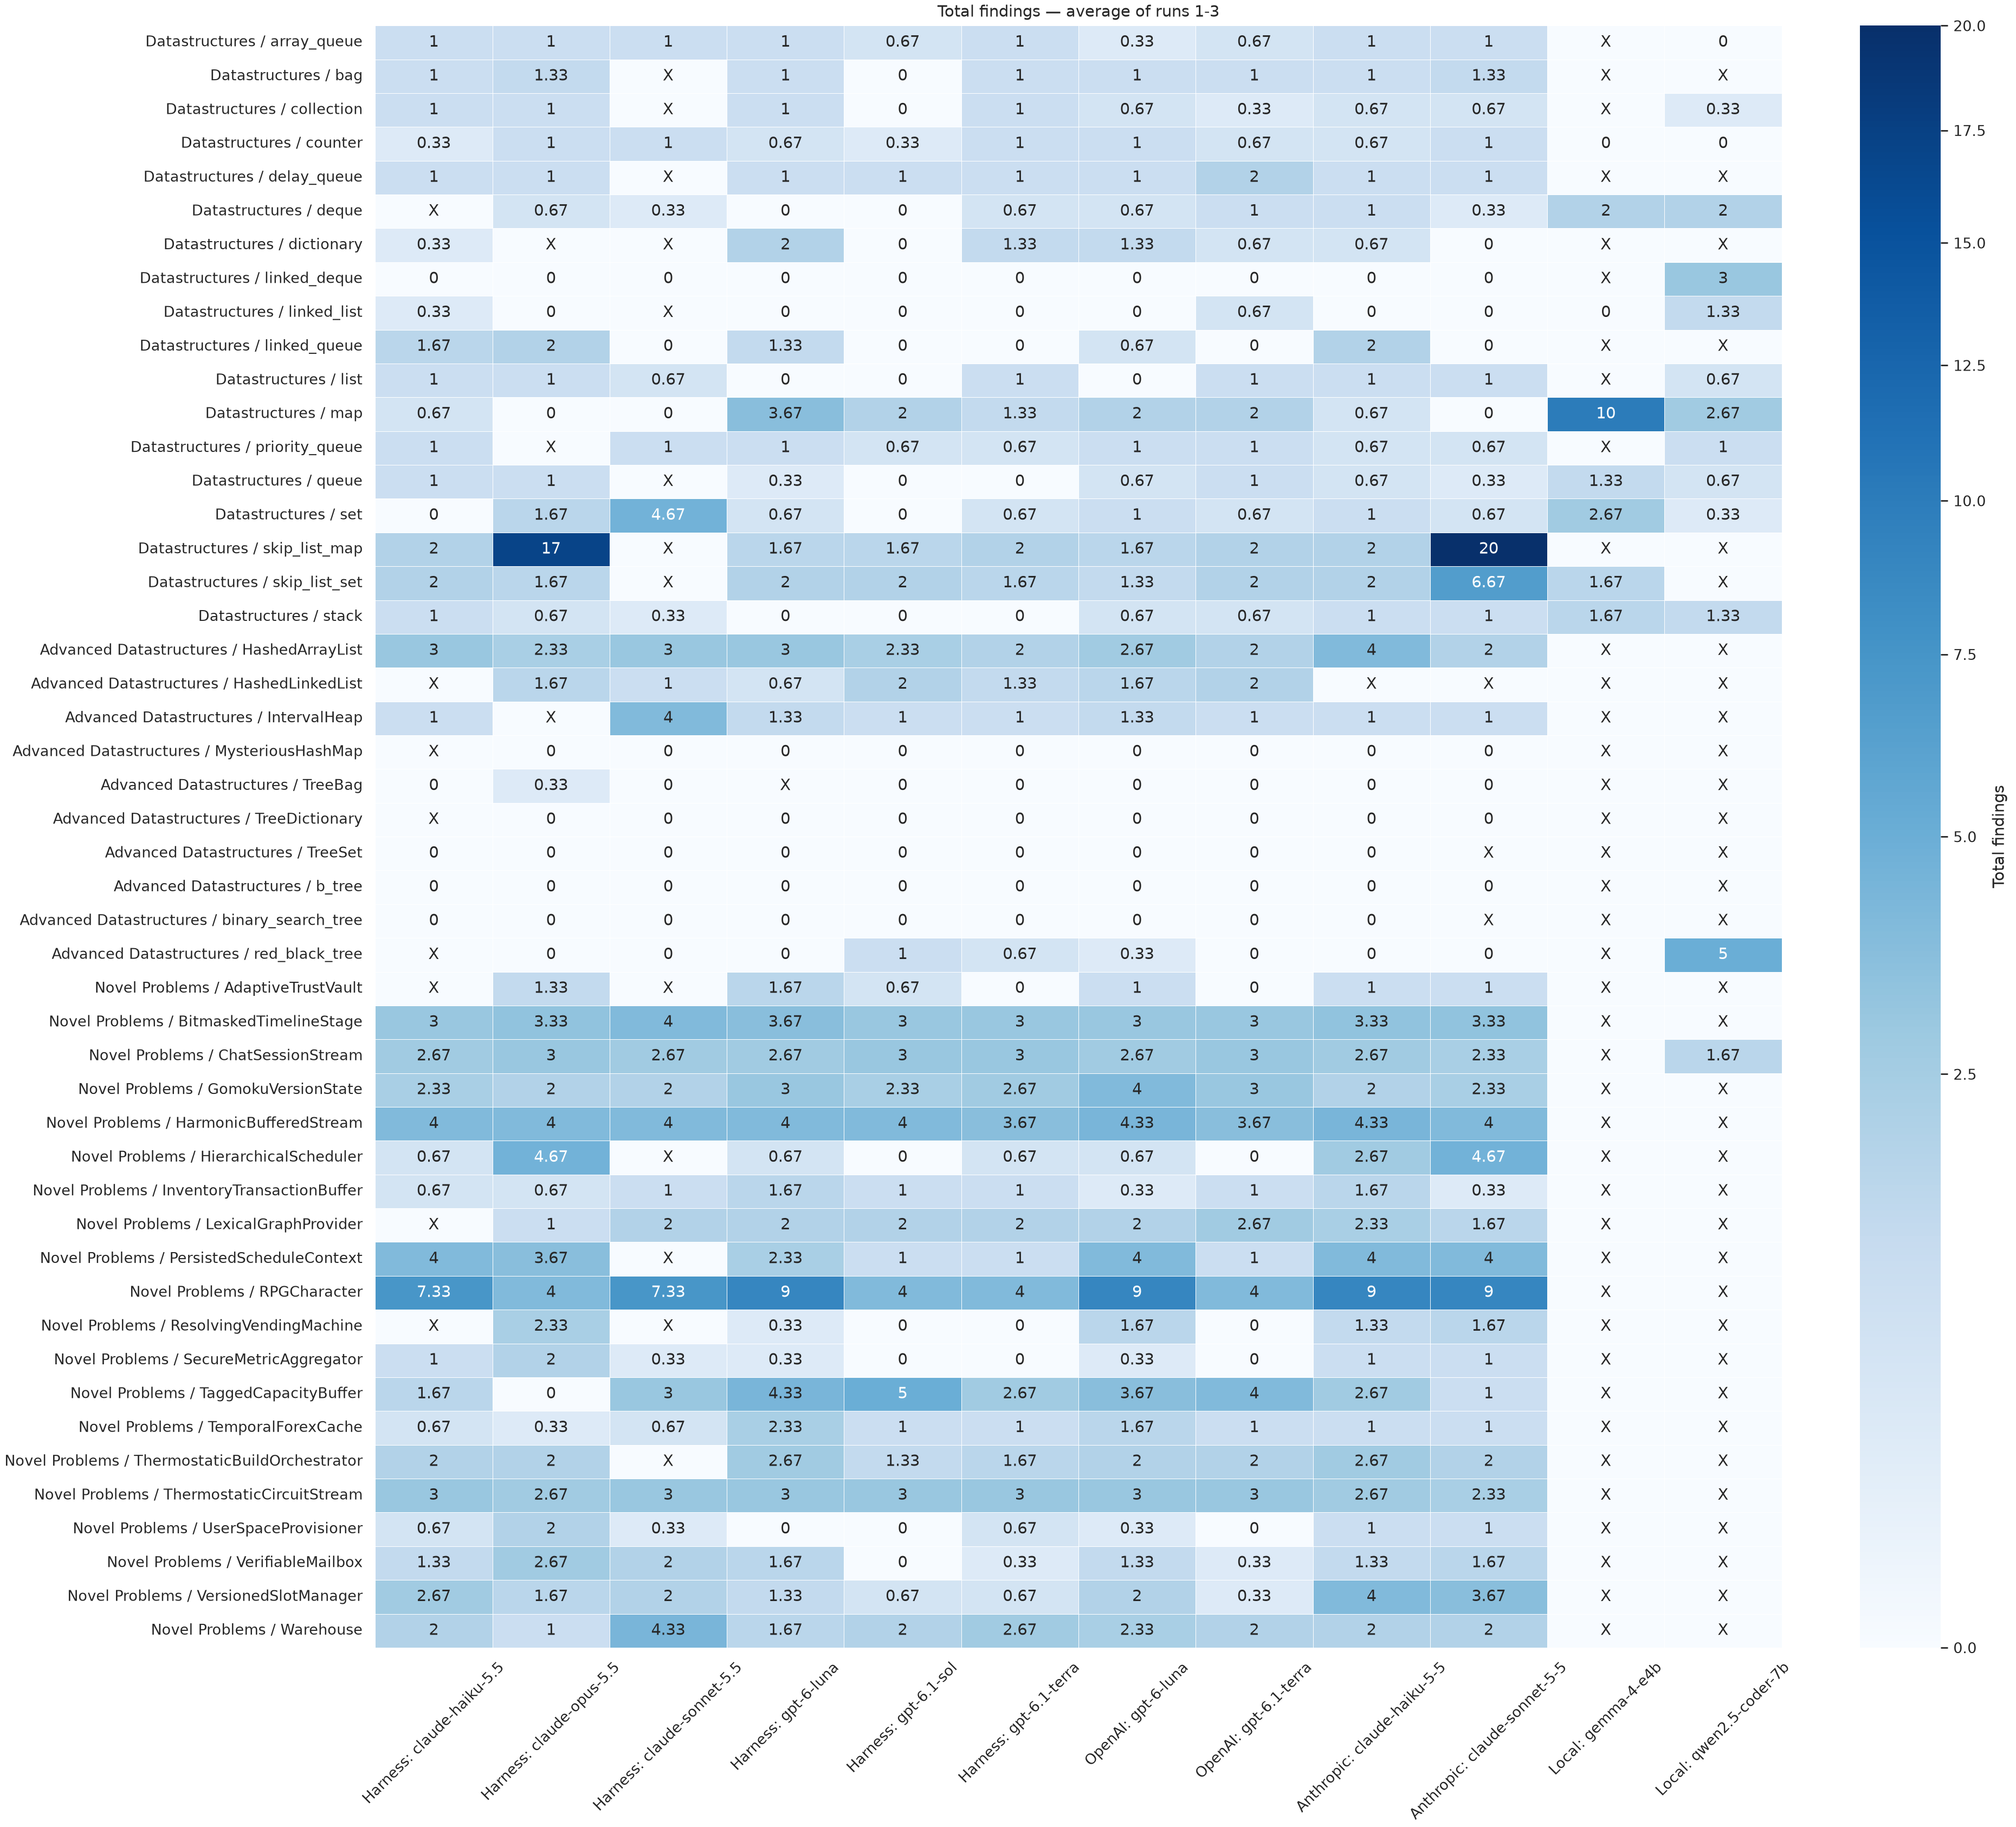 Total findings — average of runs 1-3
Datastructures / array_queue 1 1 1 1 0.67 1 0.33 0.67 1 1 X 0
Datastructures / bag 1 1.33 X 1 0 1 1 1 1 1.33 X X
Datastructures / collection 1 1 X 1 0 1 0.67 0.33 0.67 0.67 X 0.33
Datastructures / counter 0.33 1 1 0.67 0.33 1 1 0.67 0.67 1 0 0
Datastructures / delay_queue 1 1 X 1 1 1 1 2 1 1 X X
Datastructures / deque X 0.67 0.33 0 0 0.67 0.67 1 1 0.33 2 2
Datastructures / dictionary 0.33 X X 2 0 1.33 1.33 0.67 0.67 0 X X
Datastructures / linked_deque 0 0 0 0 0 0 0 0 0 0 X 3
Datastructures / linked_list 0.33 0 X 0 0 0 0 0.67 0 0 0 1.33
Datastructures / linked_queue 1.67 2 0 1.33 0 0 0.67 0 2 0 X X
Datastructures / list 1 1 0.67 0 0 1 0 1 1 1 X 0.67
Datastructures / map 0.67 0 0 3.67 2 1.33 2 2 0.67 0 10 2.67
Datastructures / priority_queue 1 X 1 1 0.67 0.67 1 1 0.67 0.67 X 1
Datastructures / queue 1 1 X 0.33 0 0 0.67 1 0.67 0.33 1.33 0.67
Datastructures / set 0 1.67 4.67 0.67 0 0.67 1 0.67 1 0.67 2.67 0.33
Datastructures / skip_list_map 2 17 X 1.67 1.67 2 1.67 2 2 20 X X
Datastructures / skip_list_set 2 1.67 X 2 2 1.67 1.33 2 2 6.67 1.67 X
Datastructures / stack 1 0.67 0.33 0 0 0 0.67 0.67 1 1 1.67 1.33
Advanced Datastructures / HashedArrayList 3 2.33 3 3 2.33 2 2.67 2 4 2 X X
Advanced Datastructures / HashedLinkedList X 1.67 1 0.67 2 1.33 1.67 2 X X X X
Advanced Datastructures / IntervalHeap 1 X 4 1.33 1 1 1.33 1 1 1 X X
Advanced Datastructures / MysteriousHashMap X 0 0 0 0 0 0 0 0 0 X X
Advanced Datastructures / TreeBag 0 0.33 0 X 0 0 0 0 0 0 X X
Advanced Datastructures / TreeDictionary X 0 0 0 0 0 0 0 0 0 X X
Advanced Datastructures / TreeSet 0 0 0 0 0 0 0 0 0 X X X
Advanced Datastructures / b_tree 0 0 0 0 0 0 0 0 0 0 X X
Advanced Datastructures / binary_search_tree 0 0 0 0 0 0 0 0 0 X X X
Advanced Datastructures / red_black_tree X 0 0 0 1 0.67 0.33 0 0 0 X 5
Novel Problems / AdaptiveTrustVault X 1.33 X 1.67 0.67 0 1 0 1 1 X X
Novel Problems / BitmaskedTimelineStage 3 3.33 4 3.67 3 3 3 3 3.33 3.33 X X
Novel Problems / ChatSessionStream 2.67 3 2.67 2.67 3 3 2.67 3 2.67 2.33 X 1.67
Novel Problems / GomokuVersionState 2.33 2 2 3 2.33 2.67 4 3 2 2.33 X X
Novel Problems / HarmonicBufferedStream 4 4 4 4 4 3.67 4.33 3.67 4.33 4 X X
Novel Problems / HierarchicalScheduler 0.67 4.67 X 0.67 0 0.67 0.67 0 2.67 4.67 X X
Novel Problems / InventoryTransactionBuffer 0.67 0.67 1 1.67 1 1 0.33 1 1.67 0.33 X X
Novel Problems / LexicalGraphProvider X 1 2 2 2 2 2 2.67 2.33 1.67 X X
Novel Problems / PersistedScheduleContext 4 3.67 X 2.33 1 1 4 1 4 4 X X
Novel Problems / RPGCharacter 7.33 4 7.33 9 4 4 9 4 9 9 X X
Novel Problems / ResolvingVendingMachine X 2.33 X 0.33 0 0 1.67 0 1.33 1.67 X X
Novel Problems / SecureMetricAggregator 1 2 0.33 0.33 0 0 0.33 0 1 1 X X
Novel Problems / TaggedCapacityBuffer 1.67 0 3 4.33 5 2.67 3.67 4 2.67 1 X X
Novel Problems / TemporalForexCache 0.67 0.33 0.67 2.33 1 1 1.67 1 1 1 X X
Novel Problems / ThermostaticBuildOrchestrator 2 2 X 2.67 1.33 1.67 2 2 2.67 2 X X
Novel Problems / ThermostaticCircuitStream 3 2.67 3 3 3 3 3 3 2.67 2.33 X X
Novel Problems / UserSpaceProvisioner 0.67 2 0.33 0 0 0.67 0.33 0 1 1 X X
Novel Problems / VerifiableMailbox 1.33 2.67 2 1.67 0 0.33 1.33 0.33 1.33 1.67 X X
Novel Problems / VersionedSlotManager 2.67 1.67 2 1.33 0.67 0.67 2 0.33 4 3.67 X X
Novel Problems / Warehouse 2 1 4.33 1.67 2 2.67 2.33 2 2 2 X X
Harness: claude-haiku-5.5
Harness: claude-opus-5.5
Harness: claude-sonnet-5.5
Harness: gpt-6-luna
Harness: gpt-6.1-sol
Harness: gpt-6.1-terra
OpenAI: gpt-6-luna
OpenAI: gpt-6.1-terra
Anthropic: claude-haiku-5-5
Anthropic: claude-sonnet-5-5
Local: gemma-4-e4b
Local: qwen2.5-coder-7b
20.0
17.5
15.0
12.5
10.0
7.5
5.0
2.5
0.0
Total findings